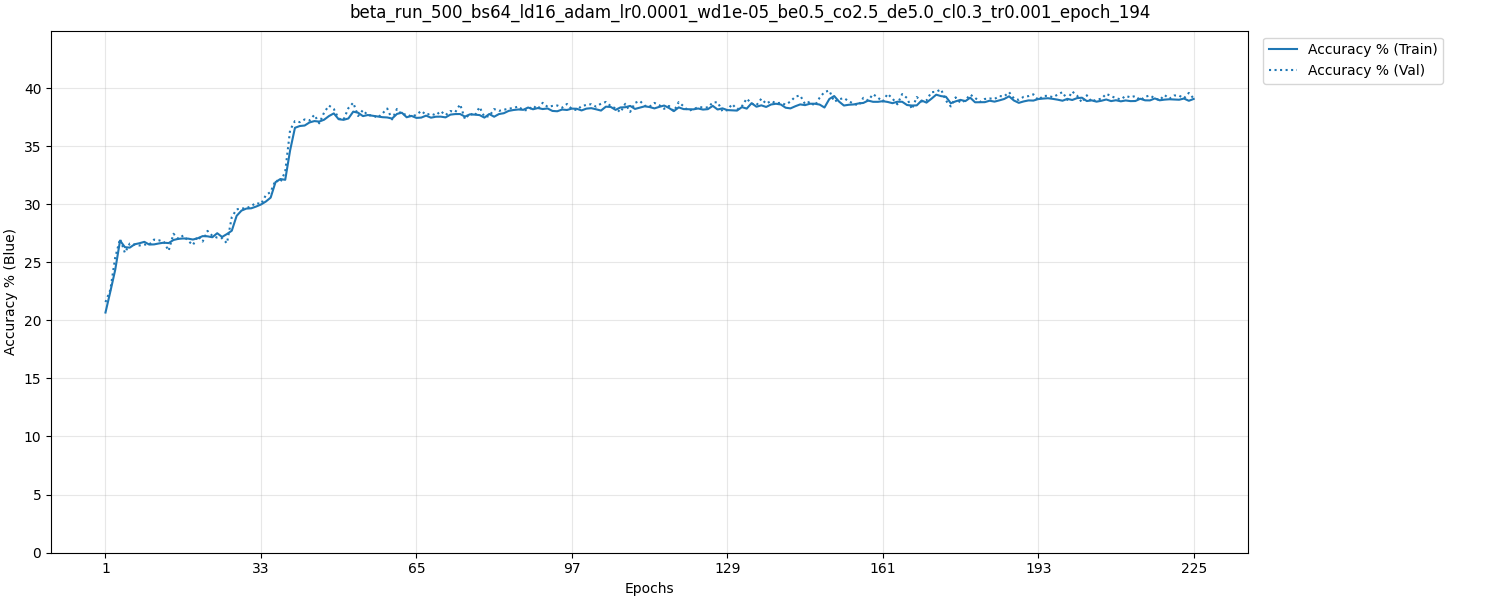 beta_run_500_bs64_ld16_adam_lr0.0001_wd1e-05_be0.5_co2.5_de5.0_cl0.3_tr0.001_epoch_194
Accuracy % (Train)
Accuracy % (Val)
Accuracy % (Blue)
40
35
30
25
20
15
10
5
0
1 33 65 97 129 161 193 225
Epochs